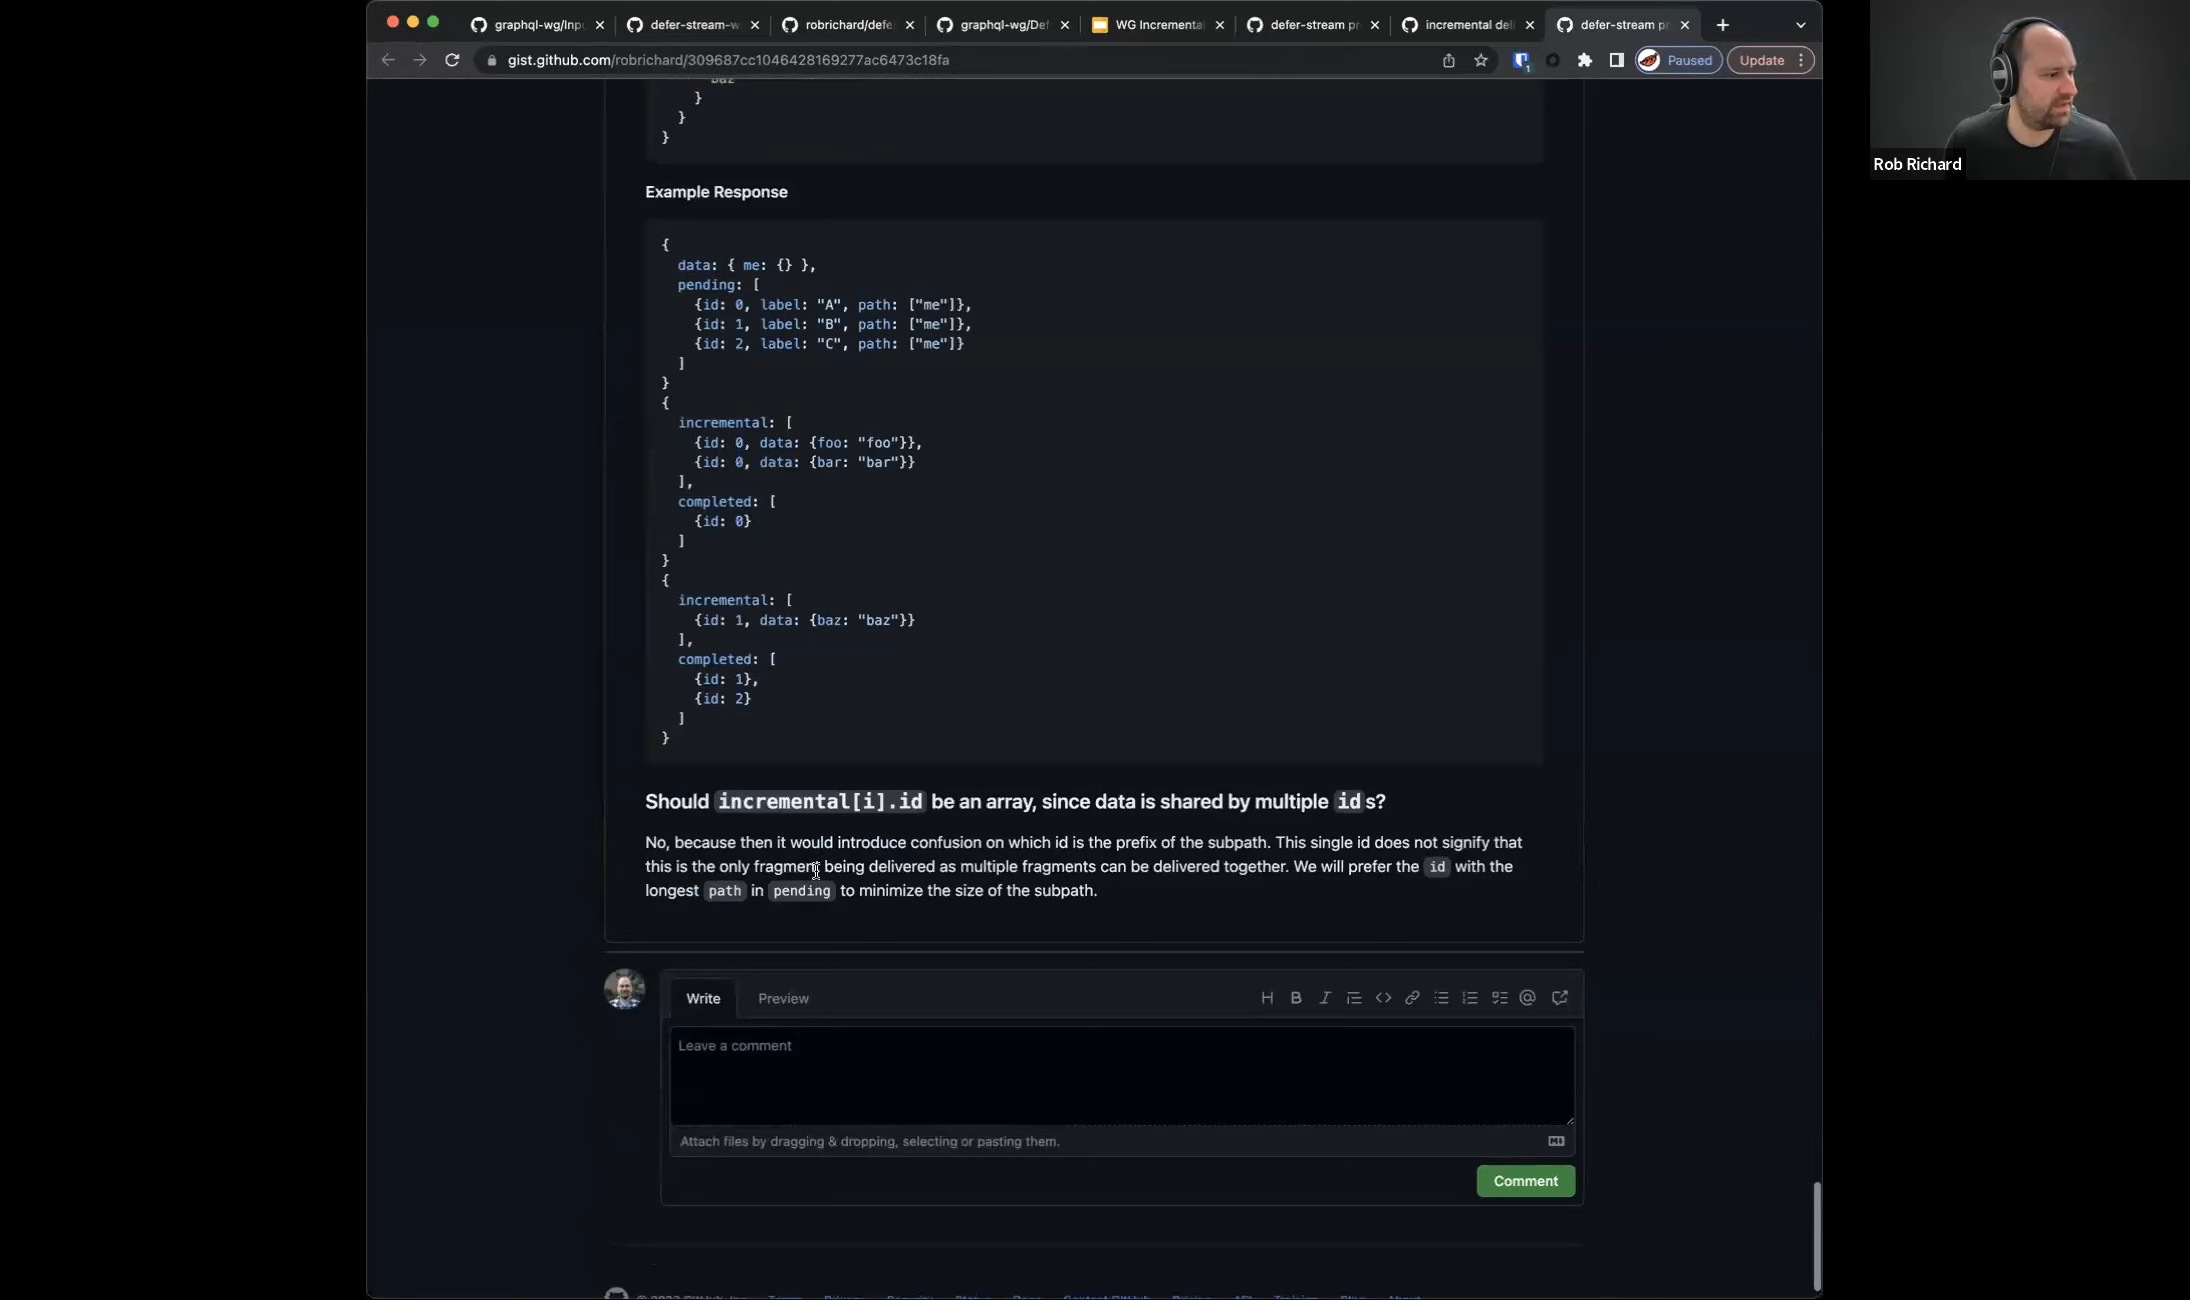 graphql-wg/Inpu
defer-stream-w
robrichard/defe
graphql-wg/Def
WG Incremental
defer-stream pr
incremental deli
defer-stream pr
gist.github.com/robrichard/309687cc1046428169277ac6473c18fa
Paused
Update
Rob Richard
baz
}
}
}
Example Response
{
data: { me: {} },
pending: [
{id: 0, label: "A", path: ["me"]},
{id: 1, label: "B", path: ["me"]},
{id: 2, label: "C", path: ["me"]}
]
}
{
incremental: [
{id: 0, data: {foo: "foo"}},
{id: 0, data: {bar: "bar"}}
],
completed: [
{id: 0}
]
}
{
incremental: [
{id: 1, data: {baz: "baz"}}
],
completed: [
{id: 1},
{id: 2}
]
}
Should incremental[i].id be an array, since data is shared by multiple ids?
No, because then it would introduce confusion on which id is the prefix of the subpath. This single id does not signify that
this is the only fragment being delivered as multiple fragments can be delivered together. We will prefer the id with the
longest path in pending to minimize the size of the subpath.
Write
Preview
Leave a comment
Attach files by dragging & dropping, selecting or pasting them.
Comment